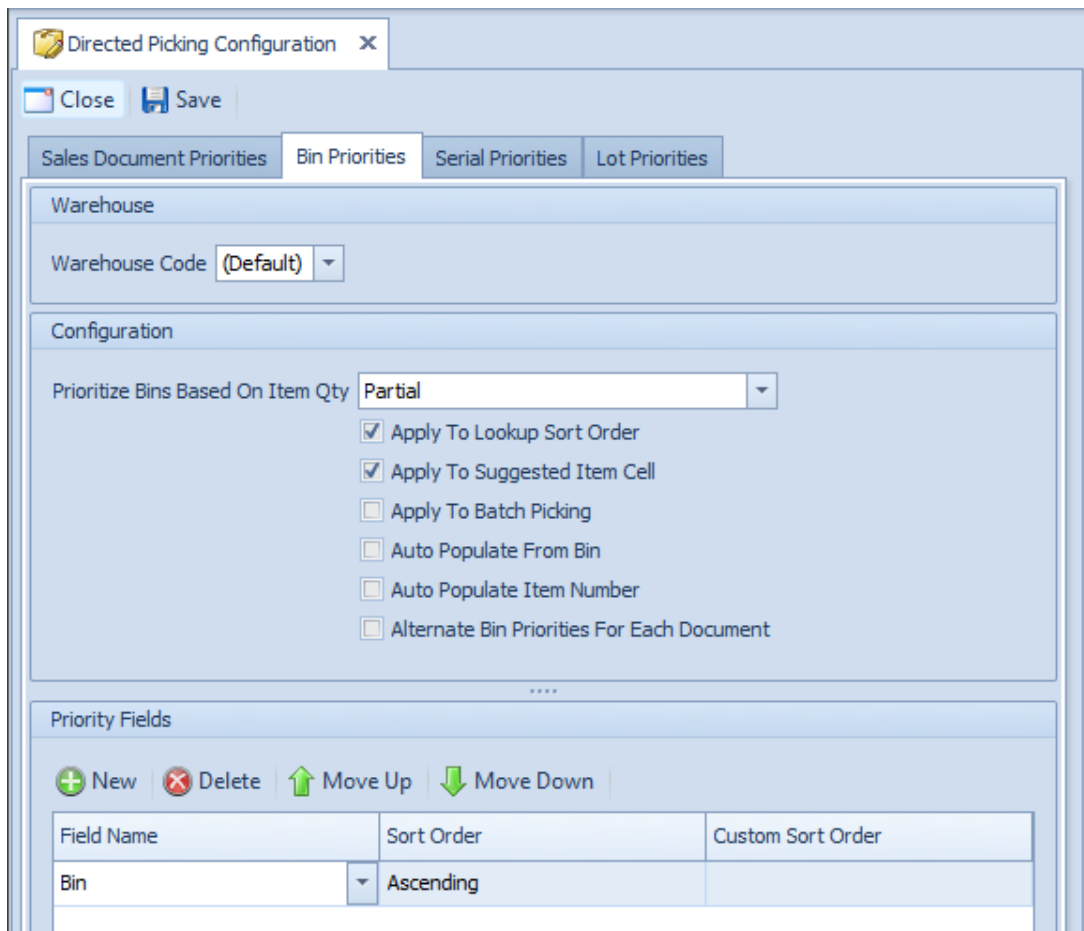 Directed Picking Configuration
Close Save
Sales Document Priorities Bin Priorities Serial Priorities Lot Priorities
Warehouse
Warehouse Code (Default)
Configuration
Prioritize Bins Based On Item Qty Partial
Apply To Lookup Sort Order
Apply To Suggested Item Cell
Apply To Batch Picking
Auto Populate From Bin
Auto Populate Item Number
Alternate Bin Priorities For Each Document
Priority Fields
New Delete Move Up Move Down
Field Name Sort Order Custom Sort Order
Bin Ascending